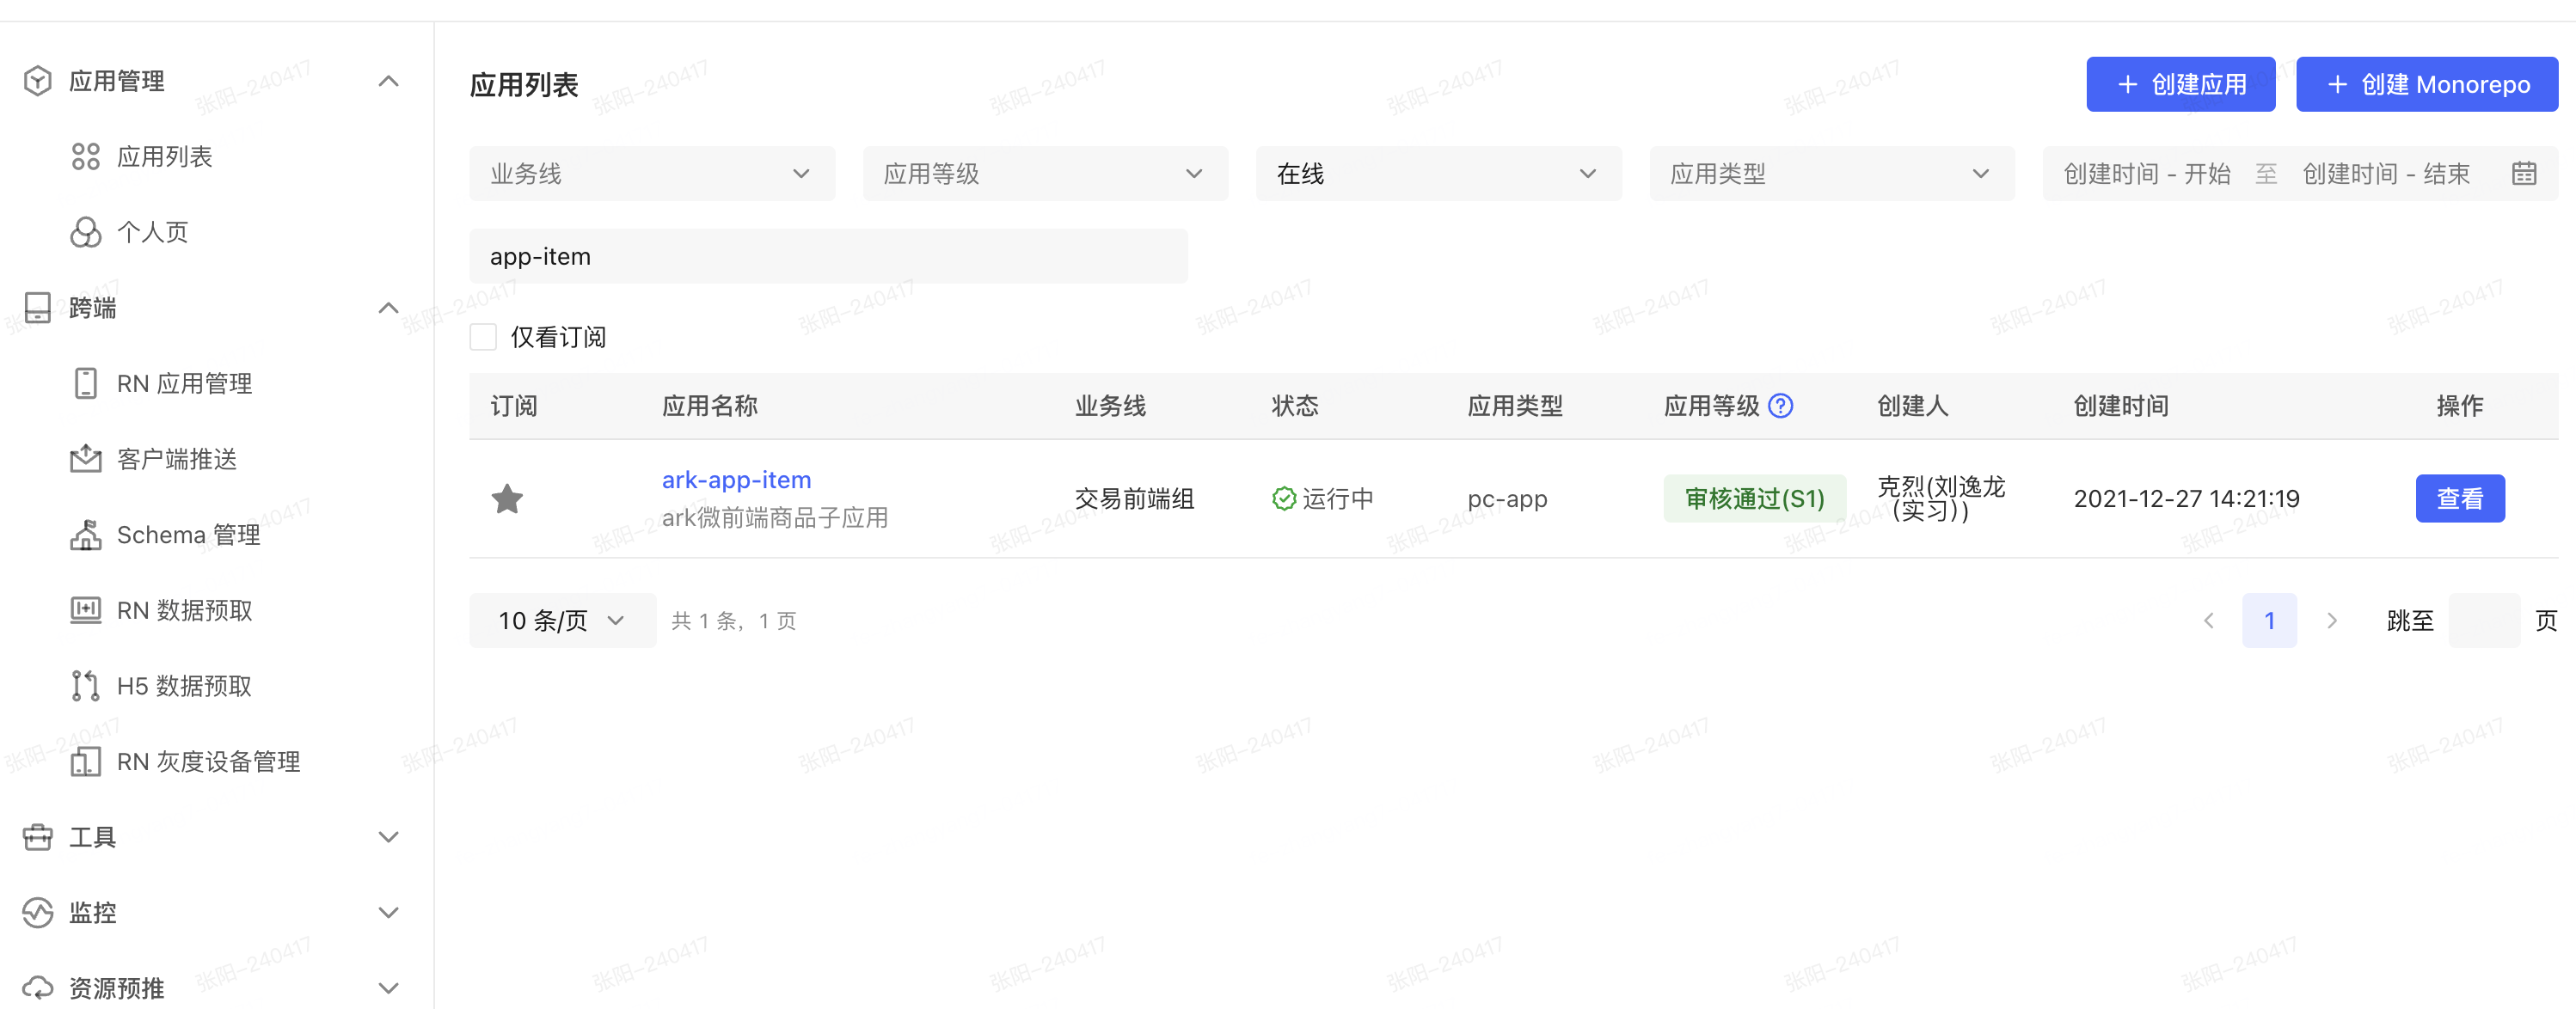 应用管理
应用列表
个人页
跨端
RN 应用管理
客户端推送
Schema 管理
RN 数据预取
H5 数据预取
RN 灰度设备管理
工具
监控
资源预推
应用列表
创建应用
创建 Monorepo
业务线
应用等级
在线
应用类型
创建时间 - 开始 至 创建时间 - 结束
app-item
仅看订阅
订阅 应用名称 业务线 状态 应用类型 应用等级 创建人 创建时间 操作
ark-app-item
ark微前端商品子应用
交易前端组
运行中
pc-app
审核通过(S1)
克烈(刘逸龙
（实习）)
2021-12-27 14:21:19
查看
10 条/页
共 1 条，1 页
1
跳至 页
张阳-240417